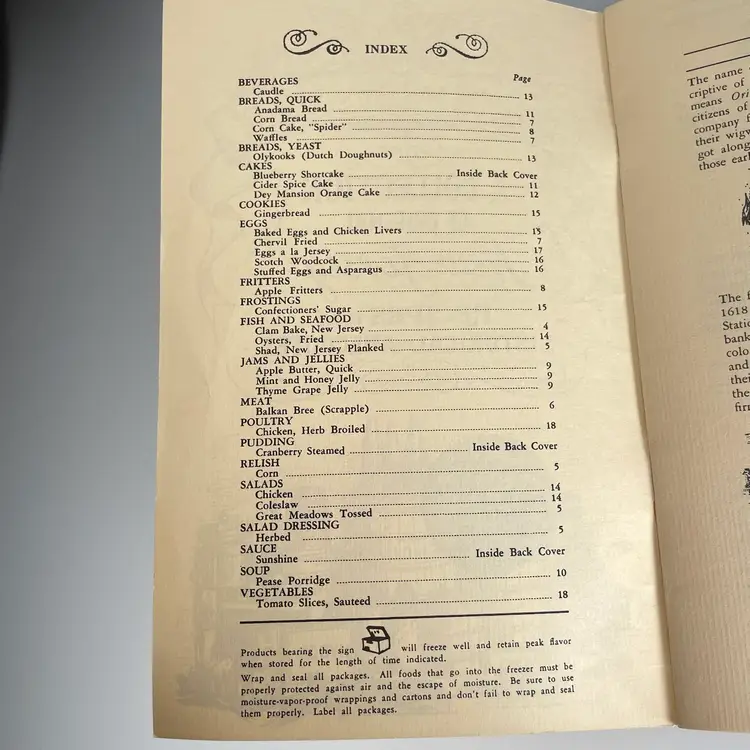 INDEX
Page
BEVERAGES
Caudle 13
BREADS, QUICK
Anadama Bread 11
Corn Bread 7
Corn Cake, "Spider" 8
Waffles 7
BREADS, YEAST
Olykooks (Dutch Doughnuts) 13
CAKES
Blueberry Shortcake Inside Back Cover
Cider Spice Cake 11
Dey Mansion Orange Cake 12
COOKIES
Gingerbread 15
EGGS
Baked Eggs and Chicken Livers
Chervil Fried 7
Eggs a la Jersey 17
Scotch Woodcock 16
Stuffed Eggs and Asparagus 16
FRITTERS
Apple Fritters 8
FROSTINGS
Confectioners' Sugar 15
FISH AND SEAFOOD
Clam Bake, New Jersey 4
Oysters, Fried 14
Shad, New Jersey Planked 5
JAMS AND JELLIES
Apple Butter, Quick 9
Mint and Honey Jelly 9
Thyme Grape Jelly 9
MEAT
Balkan Bree (Scrapple) 6
POULTRY
Chicken, Herb Broiled 18
PUDDING
Cranberry Steamed Inside Back Cover
RELISH
Corn 5
SALADS
Chicken 14
Coleslaw 14
Great Meadows Tossed 5
SALAD DRESSING
Herbed 5
SAUCE
Sunshine Inside Back Cover
SOUP
Pease Porridge 10
VEGETABLES
Tomato Slices, Sauteed 18
Products bearing the sign will freeze well and retain peak flavor
when stored for the length of time indicated.
Wrap and seal all packages. All foods that go into the freezer must be
properly protected against air and the escape of moisture. Be sure to use
moisture-vapor-proof wrappings and cartons and don't fail to wrap and seal
them properly. Label all packages.
The name
criptive of
means Ori
citizens of
company f
their wigw
got along
those earl
The f
1618
Static
bank
colo
and
thei
the
fir